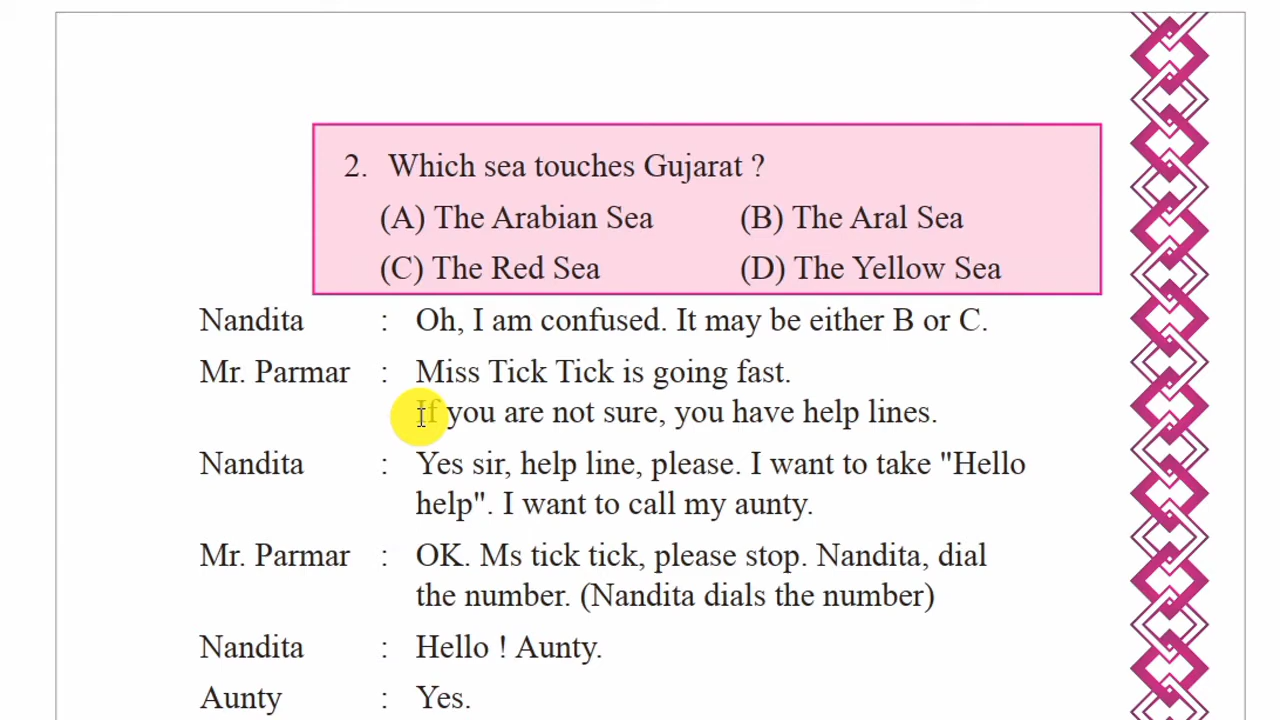 2. Which sea touches Gujarat ?
(A) The Arabian Sea (B) The Aral Sea
(C) The Red Sea (D) The Yellow Sea
Nandita : Oh, I am confused. It may be either B or C.
Mr. Parmar : Miss Tick Tick is going fast.
If you are not sure, you have help lines.
Nandita : Yes sir, help line, please. I want to take "Hello
help". I want to call my aunty.
Mr. Parmar : OK. Ms tick tick, please stop. Nandita, dial
the number. (Nandita dials the number)
Nandita : Hello ! Aunty.
Aunty : Yes.